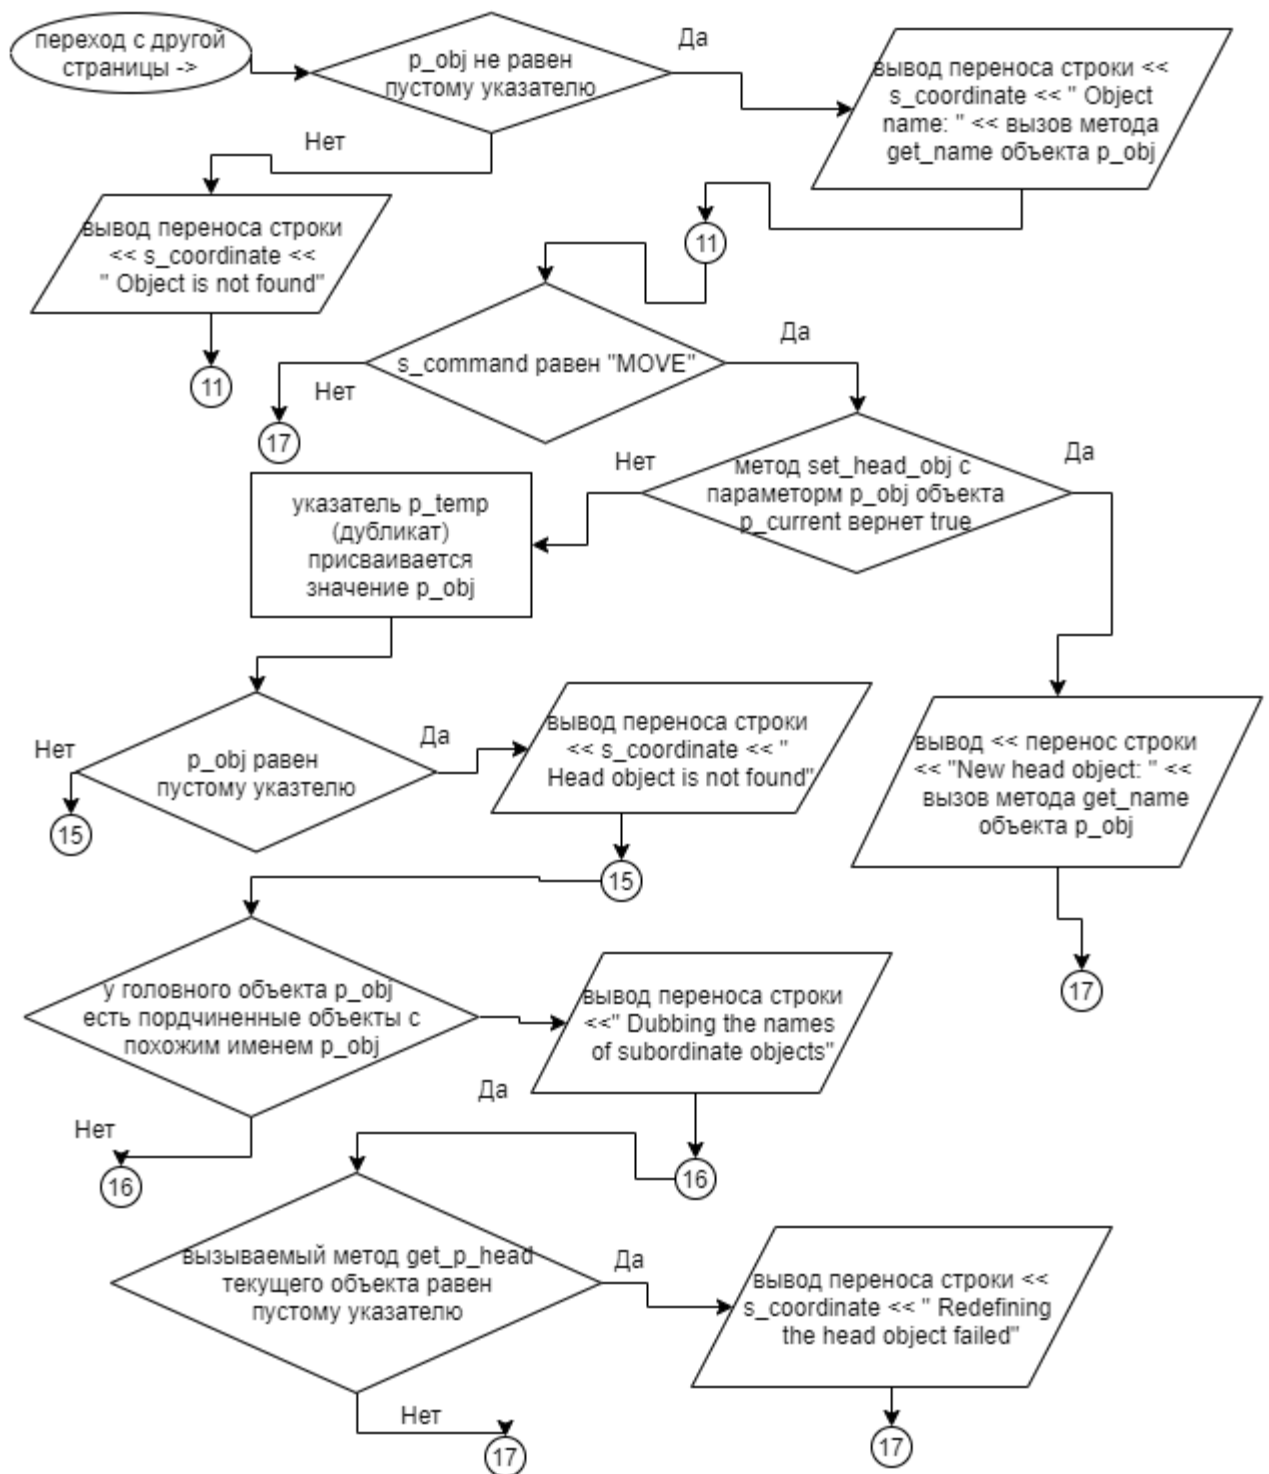 переход с другой
страницы ->
p_obj не равен
пустому указателю
Да
вывод переноса строки <<
s_coordinate << " Object
name: " << вызов метода
get_name объекта p_obj
Нет
вывод переноса строки
<< s_coordinate <<
" Object is not found"
11
11
s_command равен "MOVE"
Да
Нет
17
метод set_head_obj с
параметорм p_obj объекта
p_current вернет true
Нет
Да
указатель p_temp
(дубликат)
присваивается
значение p_obj
p_obj равен
пустому указтелю
Нет
Да
15
вывод переноса строки
<< s_coordinate << "
Head object is not found"
15
вывод << перенос строки
<< "New head object: " <<
вызов метода get_name
объекта p_obj
17
у головного объекта p_obj
есть пордчиненные объекты с
похожим именем p_obj
вывод переноса строки
<<" Dubbing the names
of subordinate objects"
Да
Нет
16
16
вызываемый метод get_p_head
текущего объекта равен
пустому указателю
Да
вывод переноса строки <<
s_coordinate << " Redefining
the head object failed"
Нет
17
17